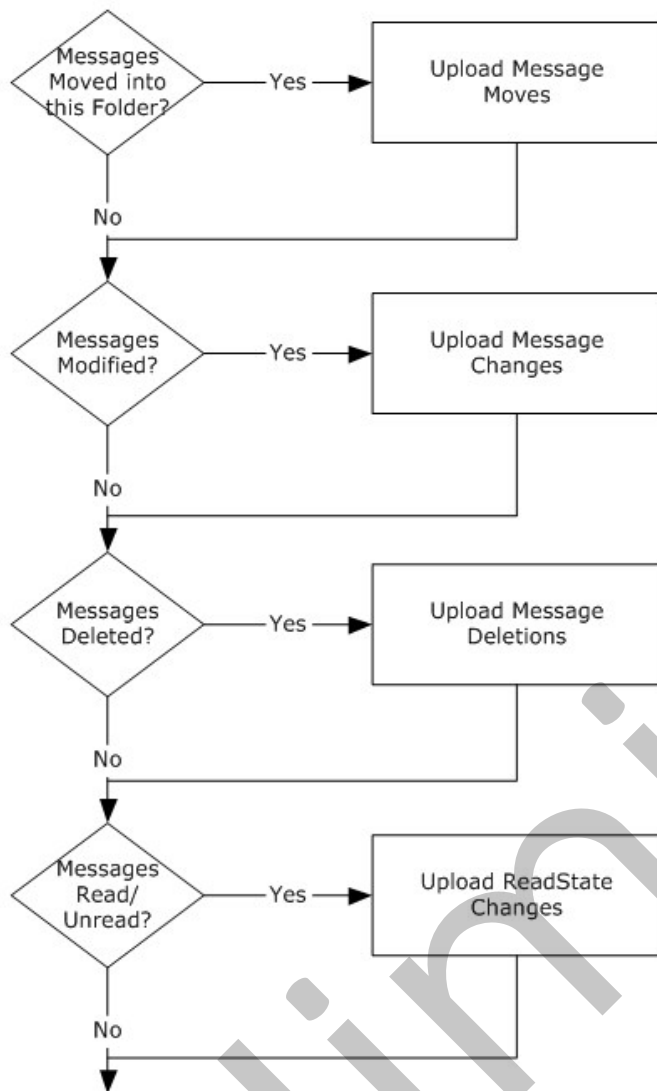 Messages
Moved into
this Folder?
Yes
Upload Message
Moves
No
Messages
Modified?
Yes
Upload Message
Changes
No
Messages
Deleted?
Yes
Upload Message
Deletions
No
Messages
Read/
Unread?
Yes
Upload ReadState
Changes
No